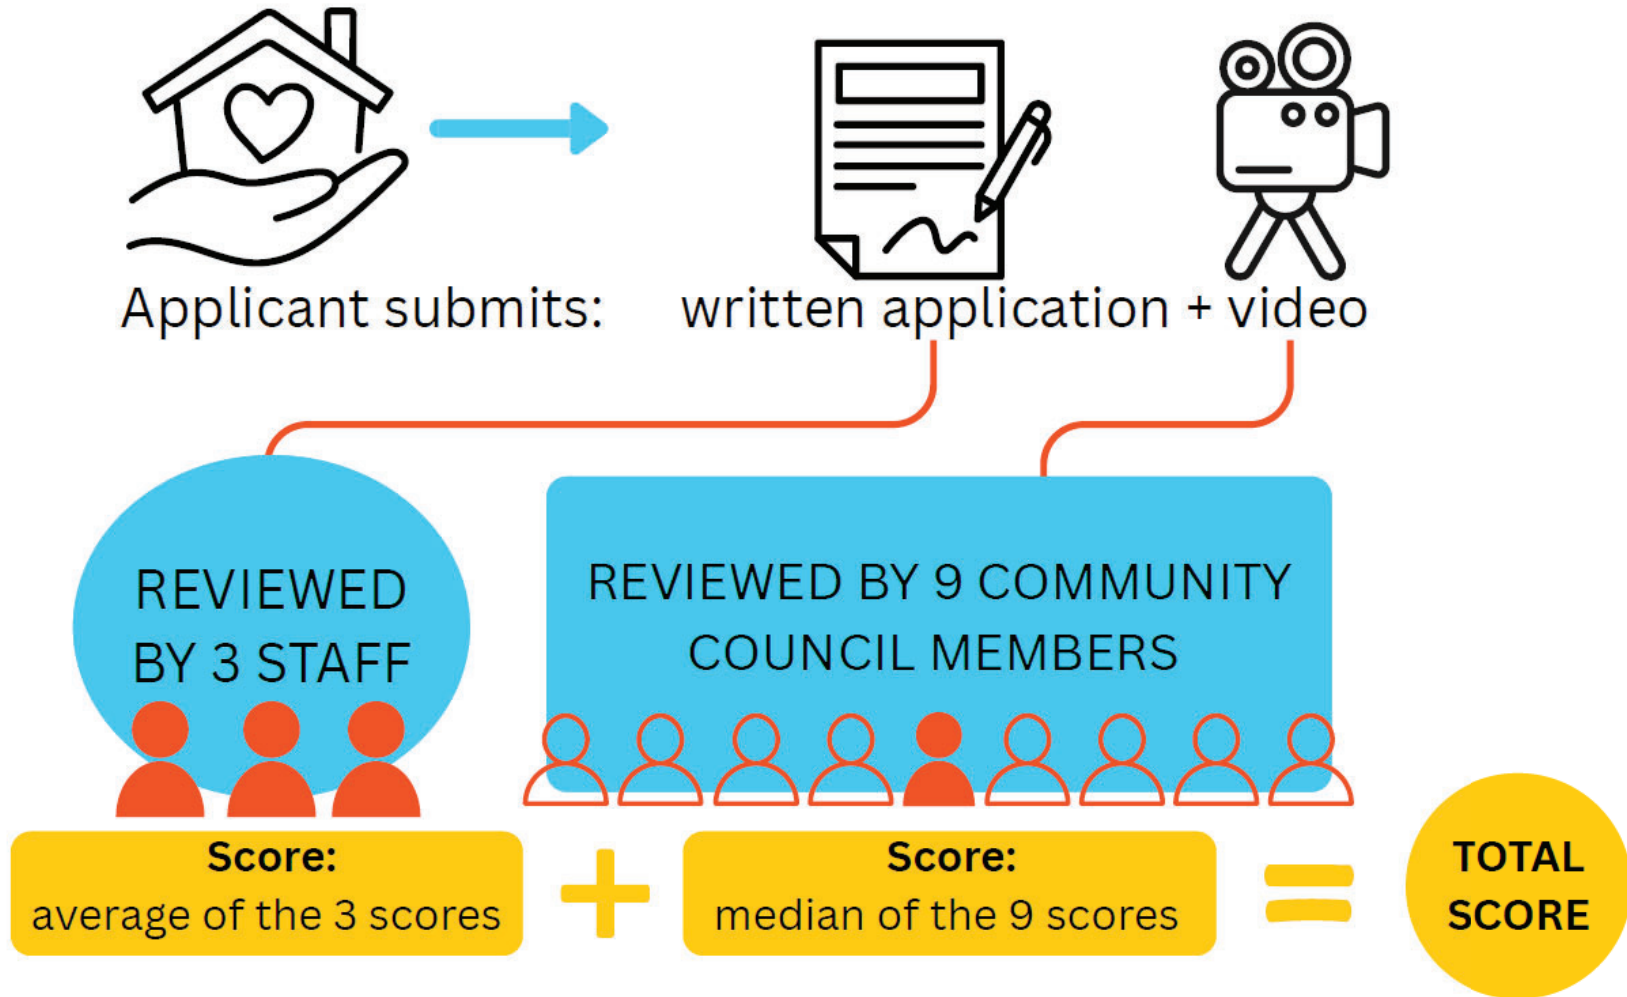 Applicant submits: written application + video
REVIEWED
BY 3 STAFF
REVIEWED BY 9 COMMUNITY
COUNCIL MEMBERS
Score:
average of the 3 scores
+
Score:
median of the 9 scores
=
TOTAL
SCORE